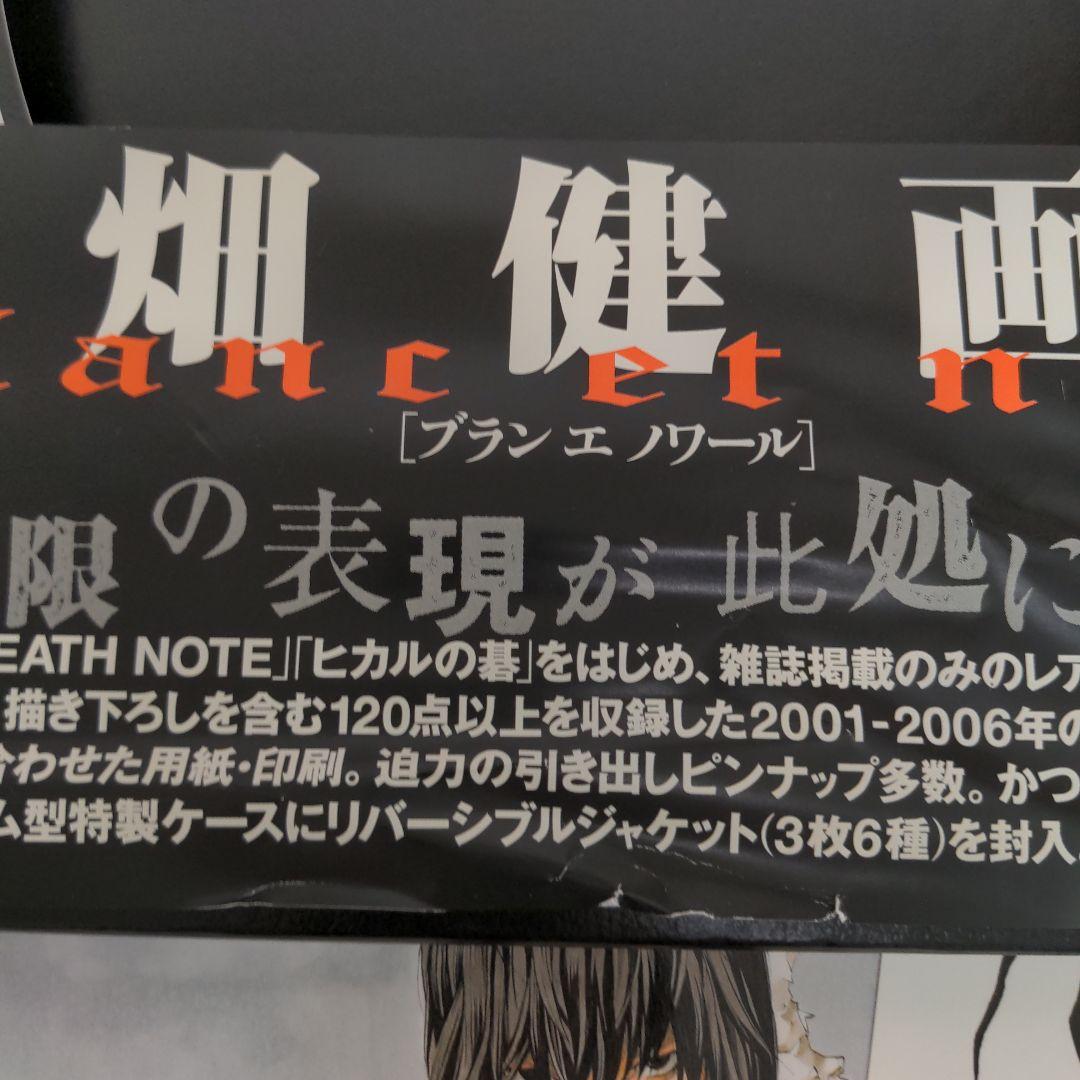 畑健画
lanc et n
[ブラン エ ノワール]
限の表現が此処に
EATH NOTE」「ヒカルの碁」をはじめ、雑誌掲載のみのレア
描き下ろしを含む120点以上を収録した2001-2006年の
合わせた用紙・印刷。迫力の引き出しピンナップ多数。かつ
ム型特製ケースにリバーシブルジャケット(3枚6種)を封入。